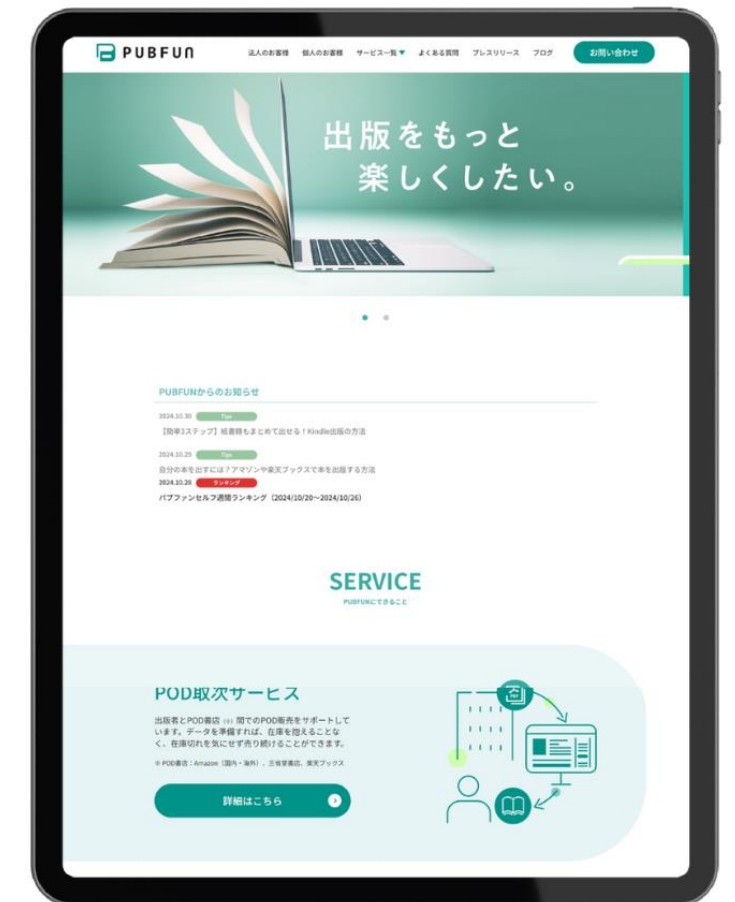 PUBFUN
法人のお客様 個人のお客様 サービス一覧▼ よくある質問 プレスリリース ブログ お問い合わせ
出版をもっと
楽しくしたい。
PUBFUNからのお知らせ
2024.10.30 Tips
【簡単3ステップ】紙書籍もまとめて出せる!Kindle出版の方法
2024.10.29 Tips
自分の本を出すには?アマゾンや楽天ブックスで本を出版する方法
2024.10.28 ランキング
パブファンセルフ週間ランキング(2024/10/20~2024/10/26)
SERVICE
PUBFUNにできること
POD取次サービス
出版者とPOD書店(※)間でのPOD販売をサポートして
います。データを準備すれば、在庫を抱えることな
く、在庫切れを気にせず売り続けることができます。
※ POD書店:Amazon(国内・海外)、三省堂書店、楽天ブックス
詳細はこちら